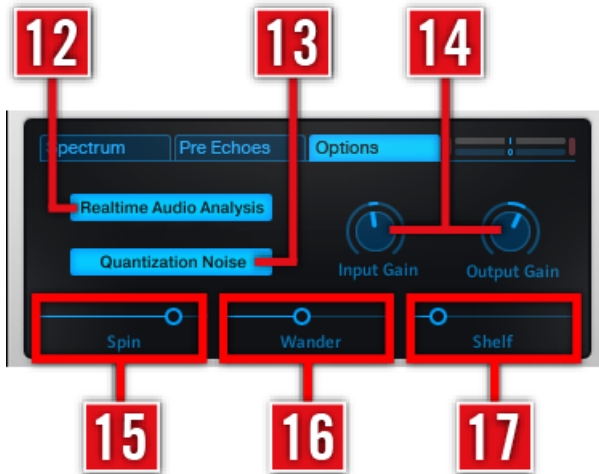 12 13 14
Spectrum Pre Echoes Options I
O
Realtime Audio Analysis
Quantization Noise Input Gain Output Gain
Spin Wander Shelf
15 16 17